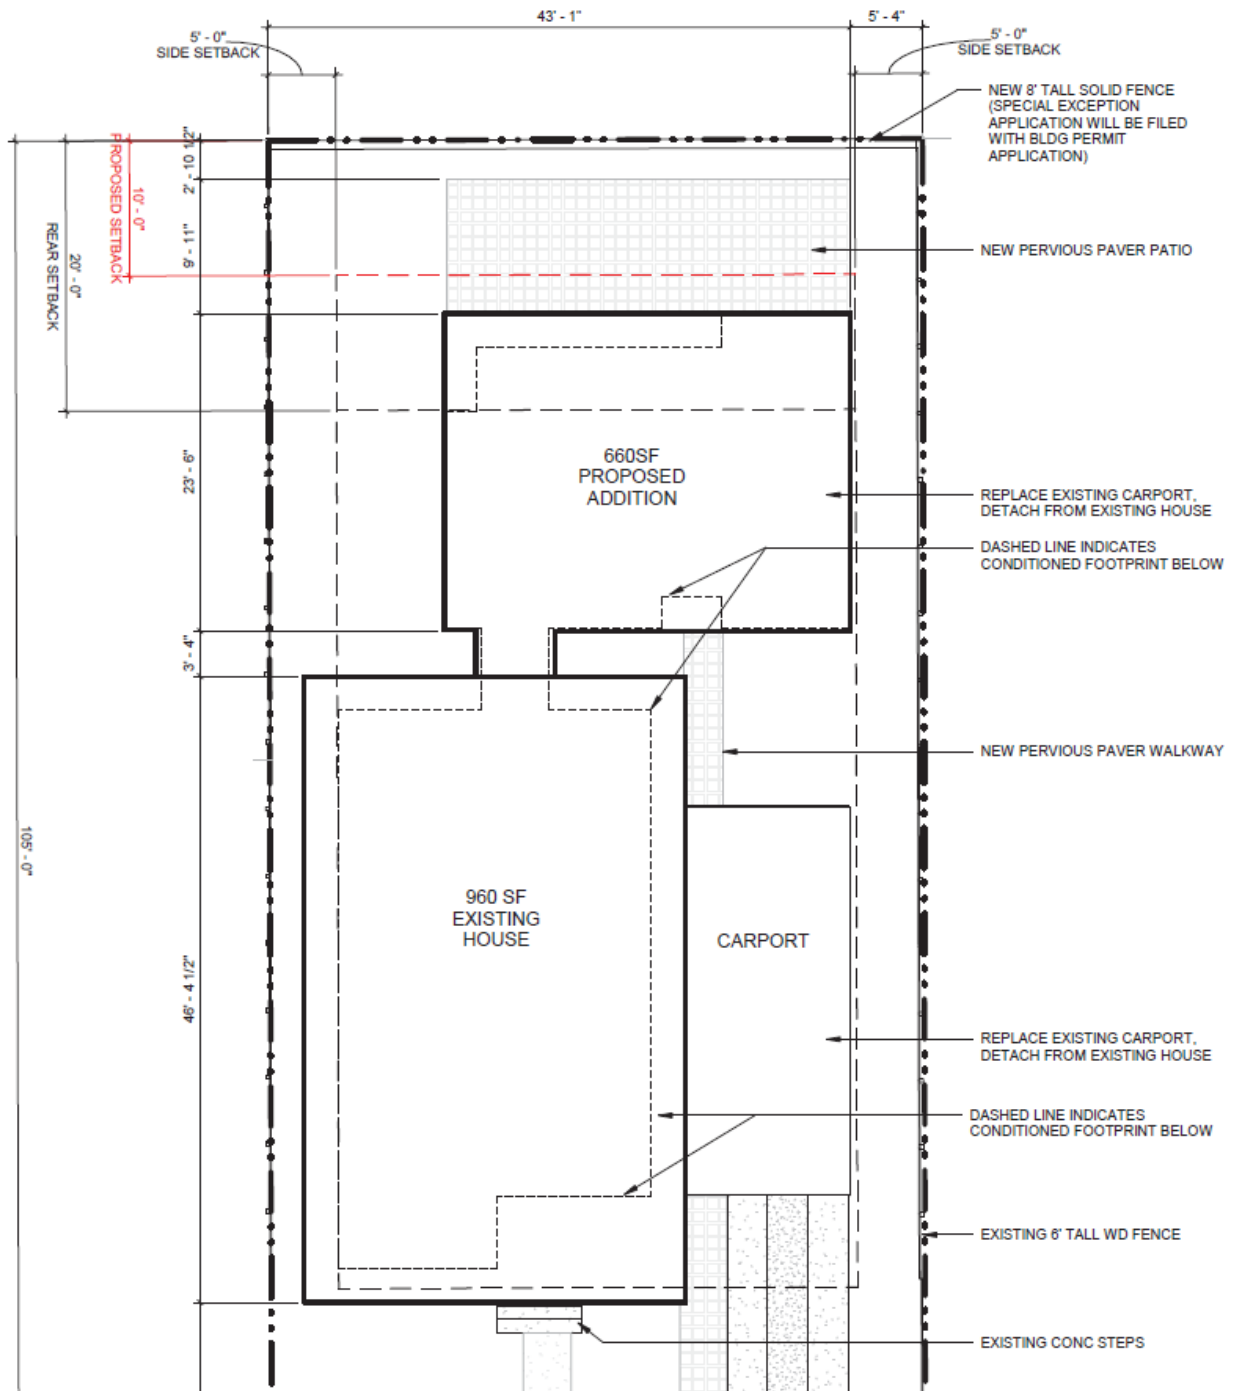 43' - 1"
5' - 4"
5' - 0"
SIDE SETBACK
5' - 0"
SIDE SETBACK
NEW 8' TALL SOLID FENCE
(SPECIAL EXCEPTION
APPLICATION WILL BE FILED
WITH BLDG PERMIT
APPLICATION)
2' - 10 1/2"
10' - 0"
PROPOSED SETBACK
9' - 11"
20' - 0"
REAR SETBACK
NEW PERVIOUS PAVER PATIO
23' - 6"
660SF
PROPOSED
ADDITION
REPLACE EXISTING CARPORT,
DETACH FROM EXISTING HOUSE
DASHED LINE INDICATES
CONDITIONED FOOTPRINT BELOW
3' - 4"
NEW PERVIOUS PAVER WALKWAY
105' - 0"
960 SF
EXISTING
HOUSE
CARPORT
46' - 4 1/2"
REPLACE EXISTING CARPORT,
DETACH FROM EXISTING HOUSE
DASHED LINE INDICATES
CONDITIONED FOOTPRINT BELOW
EXISTING 6' TALL WD FENCE
EXISTING CONC STEPS